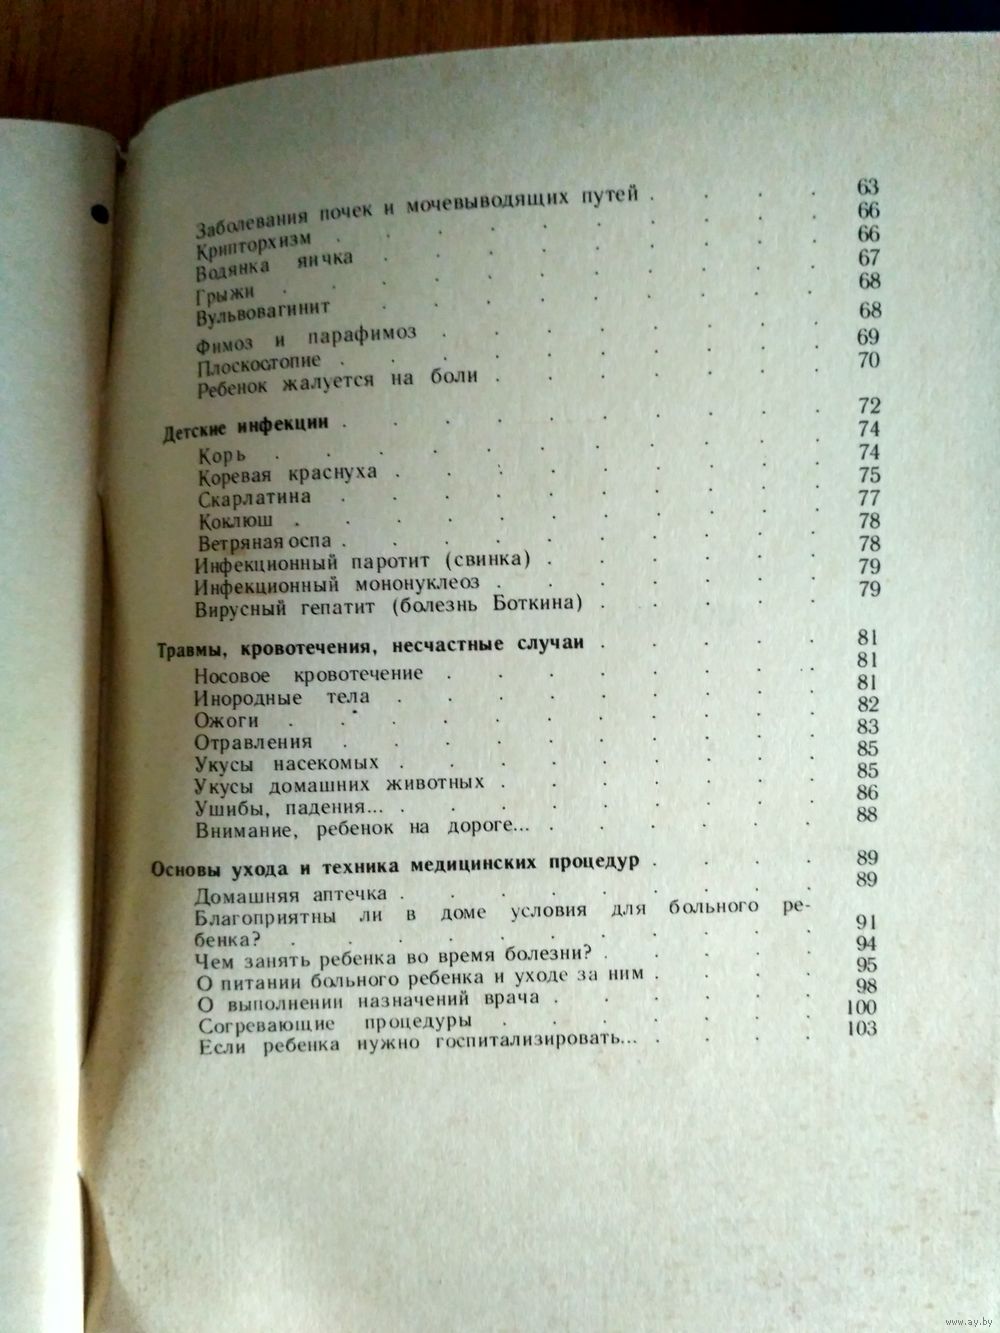 Заболевания почек и мочевыводящих путей . . . . 63
Крипторхизм . . . . . . . . . . 66
Водянка яичка . . . . . . . . . 66
Грыжи . . . . . . . . . . . 67
Вульвовагинит . . . . . . . . . 68
Фимоз и парафимоз . . . . . . . . 68
Плоскостопие . . . . . . . . . . 69
Ребенок жалуется на боли . . . . . . . 70
Детские инфекции . . . . . . . . . . 72
Корь . . . . . . . . . . . 74
Коревая краснуха . . . . . . . . . 74
Скарлатина . . . . . . . . . . 75
Коклюш . . . . . . . . . . . 77
Ветряная оспа . . . . . . . . . . 78
Инфекционный паротит (свинка) . . . . . . 78
Инфекционный мононуклеоз . . . . . . . 79
Вирусный гепатит (болезнь Боткина) . . . . . 79
Травмы, кровотечения, несчастные случаи . . . . . 81
Носовое кровотечение . . . . . . . . 81
Инородные тела . . . . . . . . . 81
Ожоги . . . . . . . . . . . 82
Отравления . . . . . . . . . . 83
Укусы насекомых . . . . . . . . . 85
Укусы домашних животных . . . . . . . 85
Ушибы, падения... . . . . . . . . . 86
Внимание, ребенок на дороге... . . . . . . 88
Основы ухода и техника медицинских процедур . . . . 89
Домашняя аптечка . . . . . . . . . 89
Благоприятны ли в доме условия для больного ре-
бенка? . . . . . . . . . . . 91
Чем занять ребенка во время болезни? . . . . . 94
О питании больного ребенка и уходе за ним . . . . 95
О выполнении назначений врача . . . . . . 98
Согревающие процедуры . . . . . . . 100
Если ребенка нужно госпитализировать... . . . . 103
www.ay.by